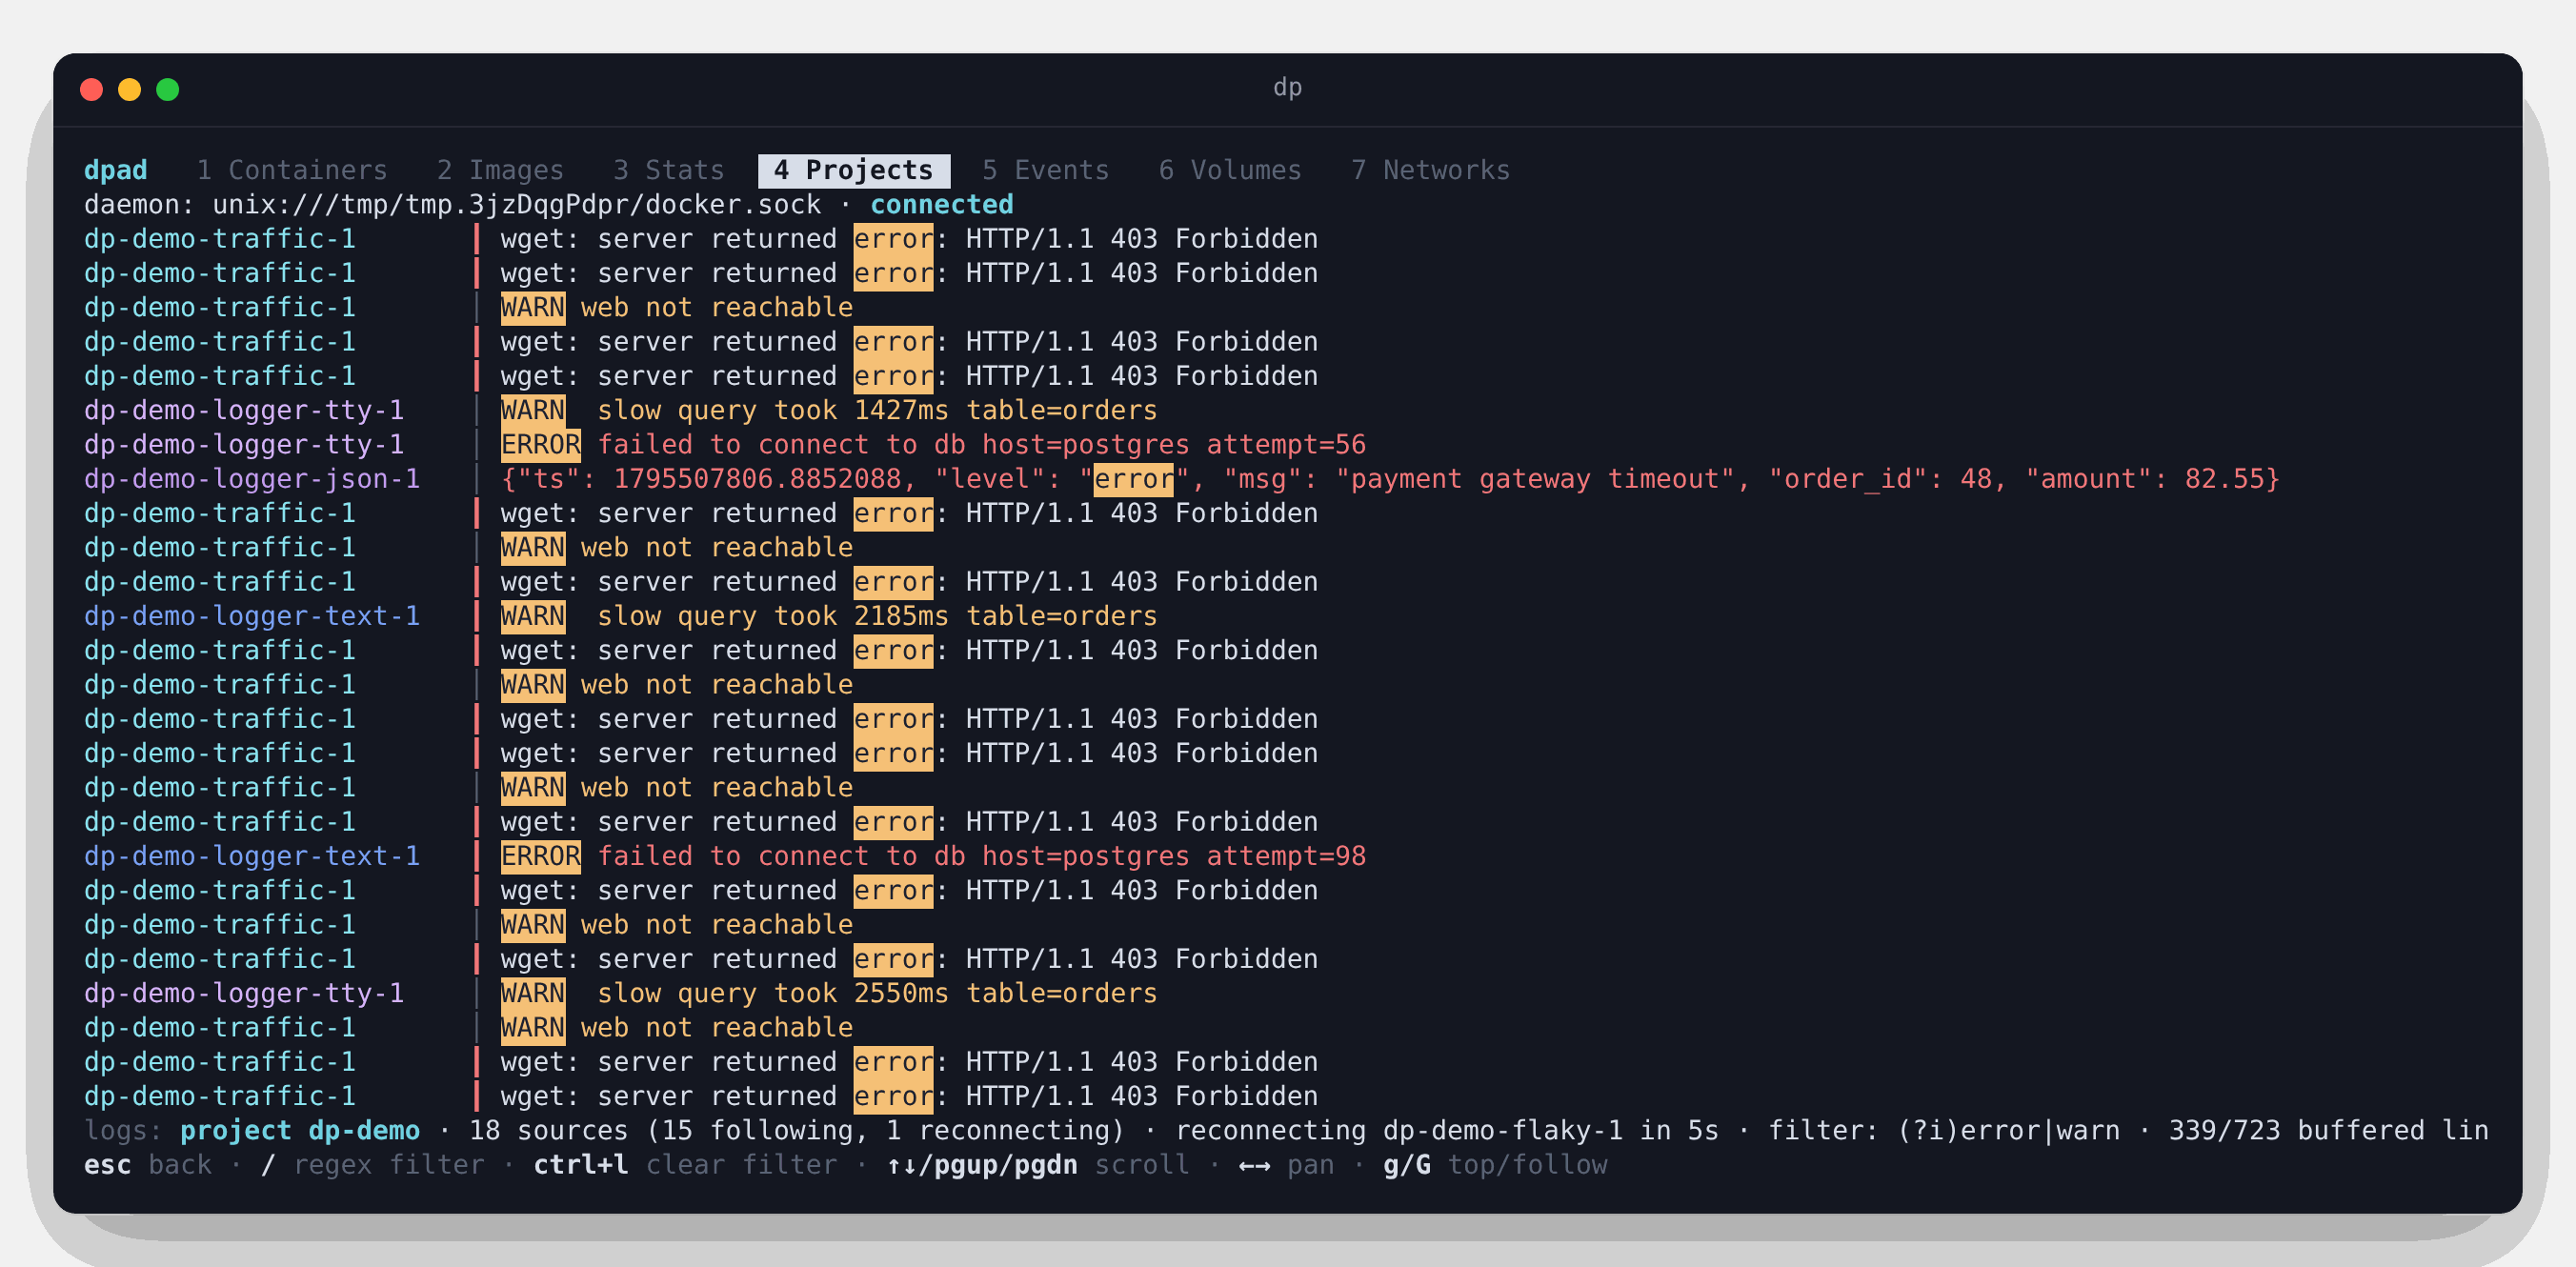 dp
dpad 1 Containers 2 Images 3 Stats 4 Projects 5 Events 6 Volumes 7 Networks
daemon: unix:///tmp/tmp.3jzDqgPdpr/docker.sock · connected
dp-demo-traffic-1 | wget: server returned error: HTTP/1.1 403 Forbidden
dp-demo-traffic-1 | wget: server returned error: HTTP/1.1 403 Forbidden
dp-demo-traffic-1 | WARN web not reachable
dp-demo-traffic-1 | wget: server returned error: HTTP/1.1 403 Forbidden
dp-demo-traffic-1 | wget: server returned error: HTTP/1.1 403 Forbidden
dp-demo-logger-tty-1 | WARN  slow query took 1427ms table=orders
dp-demo-logger-tty-1 | ERROR failed to connect to db host=postgres attempt=56
dp-demo-logger-json-1 | {"ts": 1795507806.8852088, "level": "error", "msg": "payment gateway timeout", "order_id": 48, "amount": 82.55}
dp-demo-traffic-1 | wget: server returned error: HTTP/1.1 403 Forbidden
dp-demo-traffic-1 | WARN web not reachable
dp-demo-traffic-1 | wget: server returned error: HTTP/1.1 403 Forbidden
dp-demo-logger-text-1 | WARN  slow query took 2185ms table=orders
dp-demo-traffic-1 | wget: server returned error: HTTP/1.1 403 Forbidden
dp-demo-traffic-1 | WARN web not reachable
dp-demo-traffic-1 | wget: server returned error: HTTP/1.1 403 Forbidden
dp-demo-traffic-1 | wget: server returned error: HTTP/1.1 403 Forbidden
dp-demo-traffic-1 | WARN web not reachable
dp-demo-traffic-1 | wget: server returned error: HTTP/1.1 403 Forbidden
dp-demo-logger-text-1 | ERROR failed to connect to db host=postgres attempt=98
dp-demo-traffic-1 | wget: server returned error: HTTP/1.1 403 Forbidden
dp-demo-traffic-1 | WARN web not reachable
dp-demo-traffic-1 | wget: server returned error: HTTP/1.1 403 Forbidden
dp-demo-logger-tty-1 | WARN  slow query took 2550ms table=orders
dp-demo-traffic-1 | WARN web not reachable
dp-demo-traffic-1 | wget: server returned error: HTTP/1.1 403 Forbidden
dp-demo-traffic-1 | wget: server returned error: HTTP/1.1 403 Forbidden
logs: project dp-demo · 18 sources (15 following, 1 reconnecting) · reconnecting dp-demo-flaky-1 in 5s · filter: (?i)error|warn · 339/723 buffered lin
esc back · / regex filter · ctrl+l clear filter · ↑↓/pgup/pgdn scroll · ←→ pan · g/G top/follow